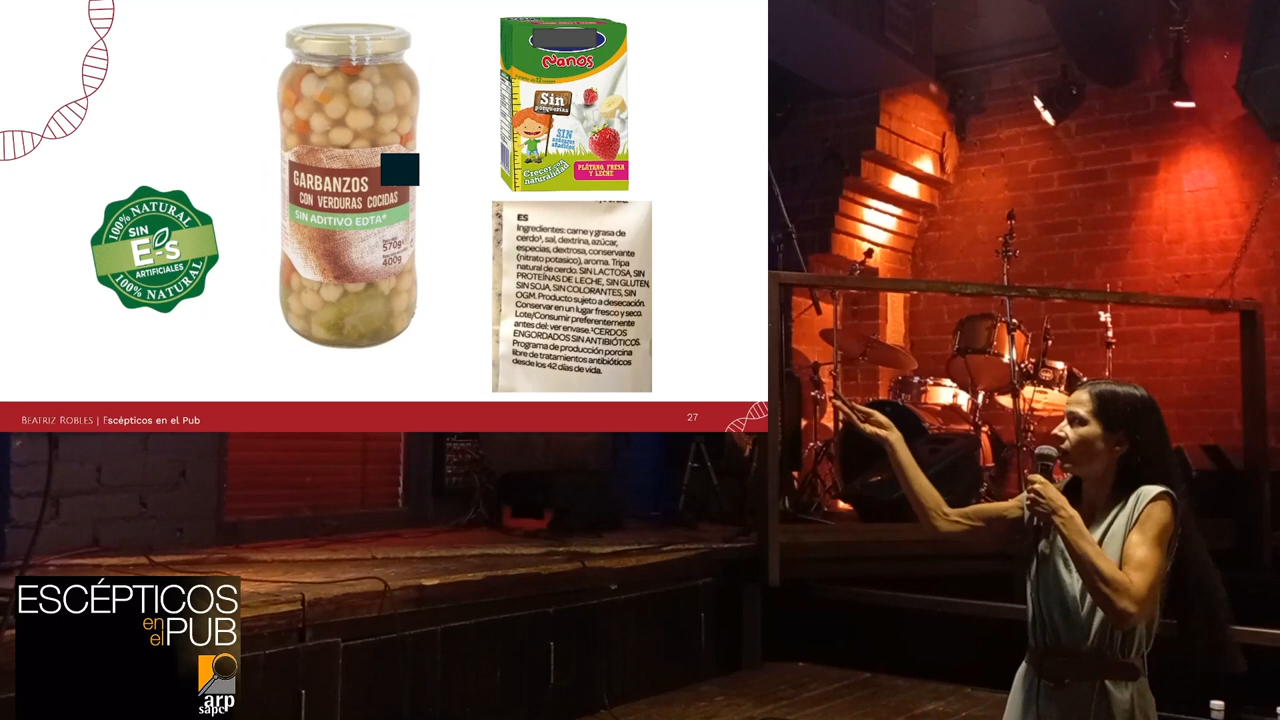 100% NATURAL
SIN
E-s
ARTIFICIALES
100% NATURAL
GARBANZOS
CON VERDURAS COCIDAS
SIN ADITIVO EDTA*
570g
400g
Nanos
Sin
porquerías
SIN
azúcares
añadidos
Crecer con
naturalidad
PLÁTANO, FRESA
Y LECHE
ES
Ingredientes: carne y grasa de
cerdo¹, sal, dextrina, azúcar,
especias, dextrosa, conservante
(nitrato potasico), aroma. Tripa
natural de cerdo. SIN LACTOSA, SIN
PROTEÍNAS DE LECHE, SIN GLUTEN,
SIN SOJA, SIN COLORANTES, SIN
OGM. Producto sujeto a desecación.
Conservar en un lugar fresco y seco.
Lote/Consumir preferentemente
antes del: ver envase. ¹CERDOS
ENGORDADOS SIN ANTIBIÓTICOS.
Programa de producción porcina
libre de tratamientos antibióticos
desde los 42 días de vida.
BEATRIZ ROBLES | Escépticos en el Pub
27
ESCÉPTICOS
en
el PUB
arp
sapc